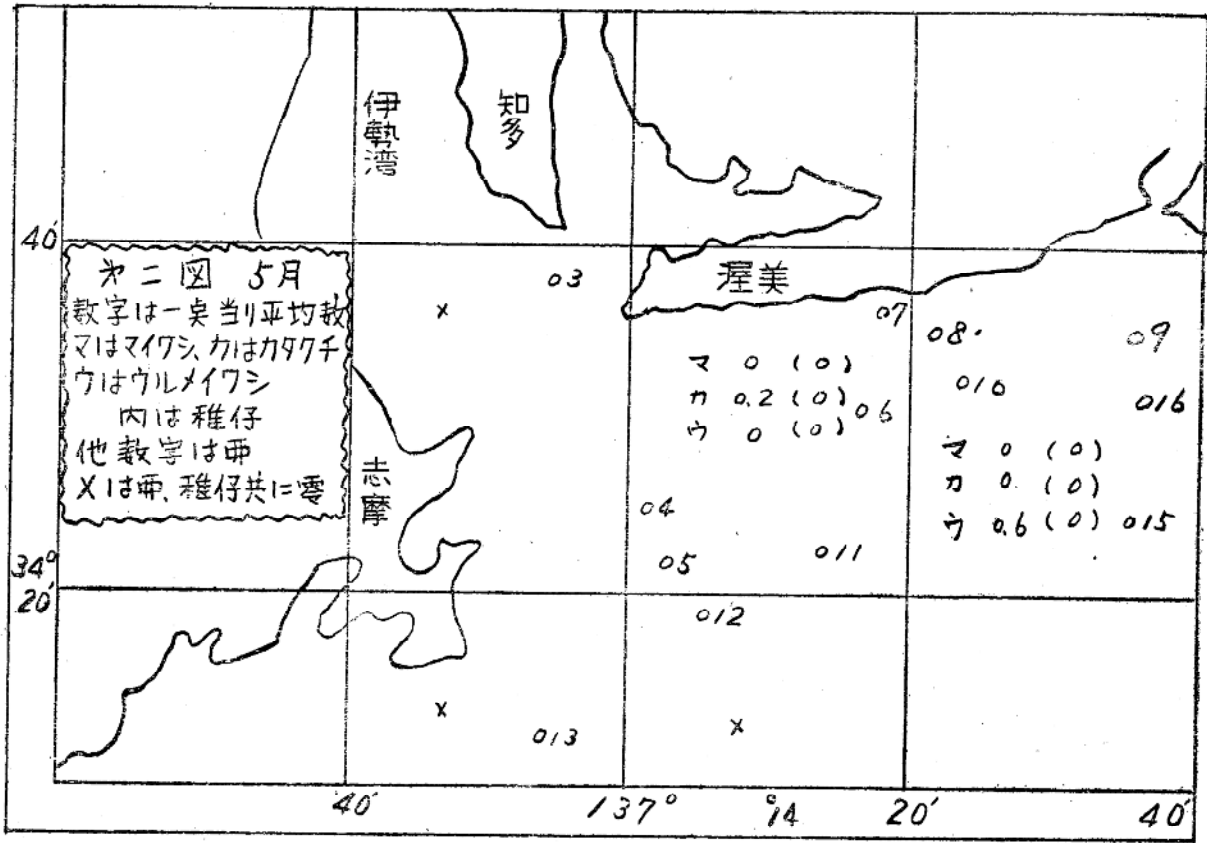 伊勢湾
知多
40′
才二図 5月
数字は一点当り平均数
マはマイワシ、カはカタクチ
ウはウルメイワシ
内は稚仔
他数字は卵
×は卵、稚仔共に零
渥美
志摩
03
×
07
08
09
マ 0 (0)
カ 0.2 (0)
ウ 0 (0)
06
010
016
マ 0 (0)
カ 0 (0)
ウ 0.6 (0)
015
04
05
011
34°
20′
012
×
013
×
40′
137°
014
20′
40′